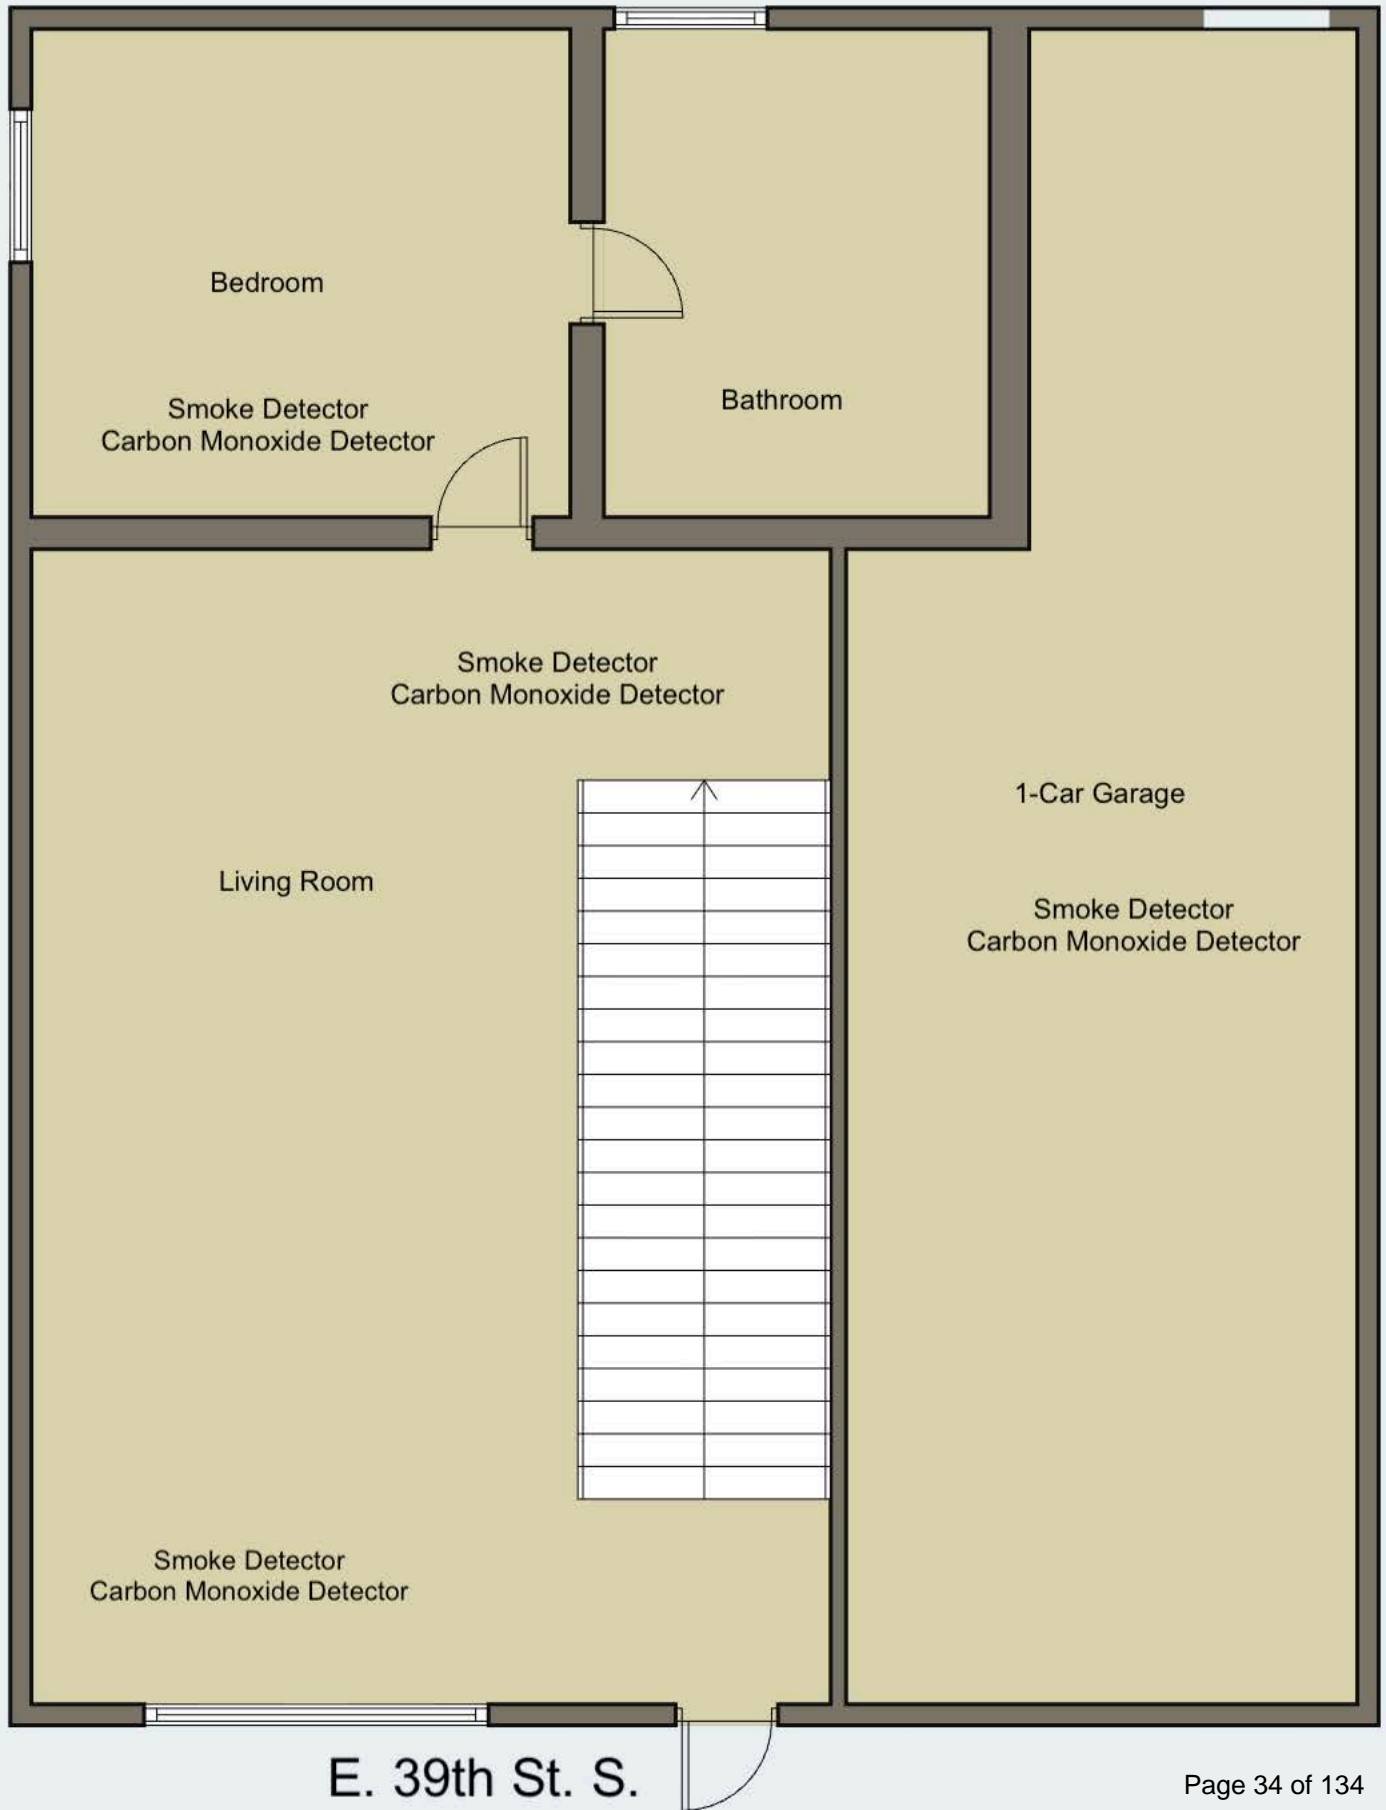 Bedroom
Smoke Detector
Carbon Monoxide Detector
Bathroom
Smoke Detector
Carbon Monoxide Detector
1-Car Garage
Living Room
Smoke Detector
Carbon Monoxide Detector
Smoke Detector
Carbon Monoxide Detector
E. 39th St. S.
Page 34 of 134